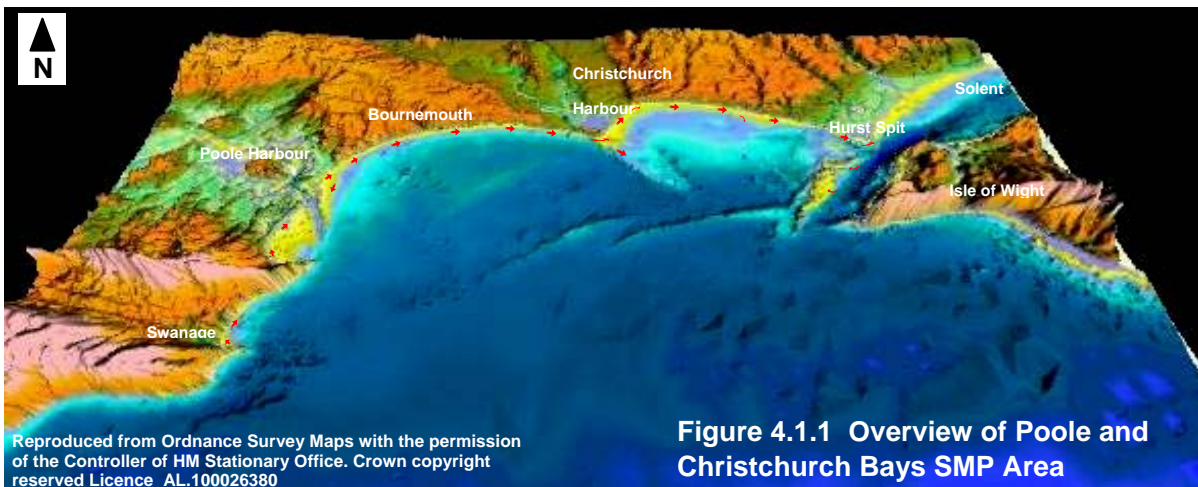 N
Christchurch
Harbour
Solent
Bournemouth
Hurst Spit
Poole Harbour
Isle of Wight
Swanage
Reproduced from Ordnance Survey Maps with the permission
of the Controller of HM Stationary Office. Crown copyright
reserved Licence AL.100026380
Figure 4.1.1 Overview of Poole and
Christchurch Bays SMP Area